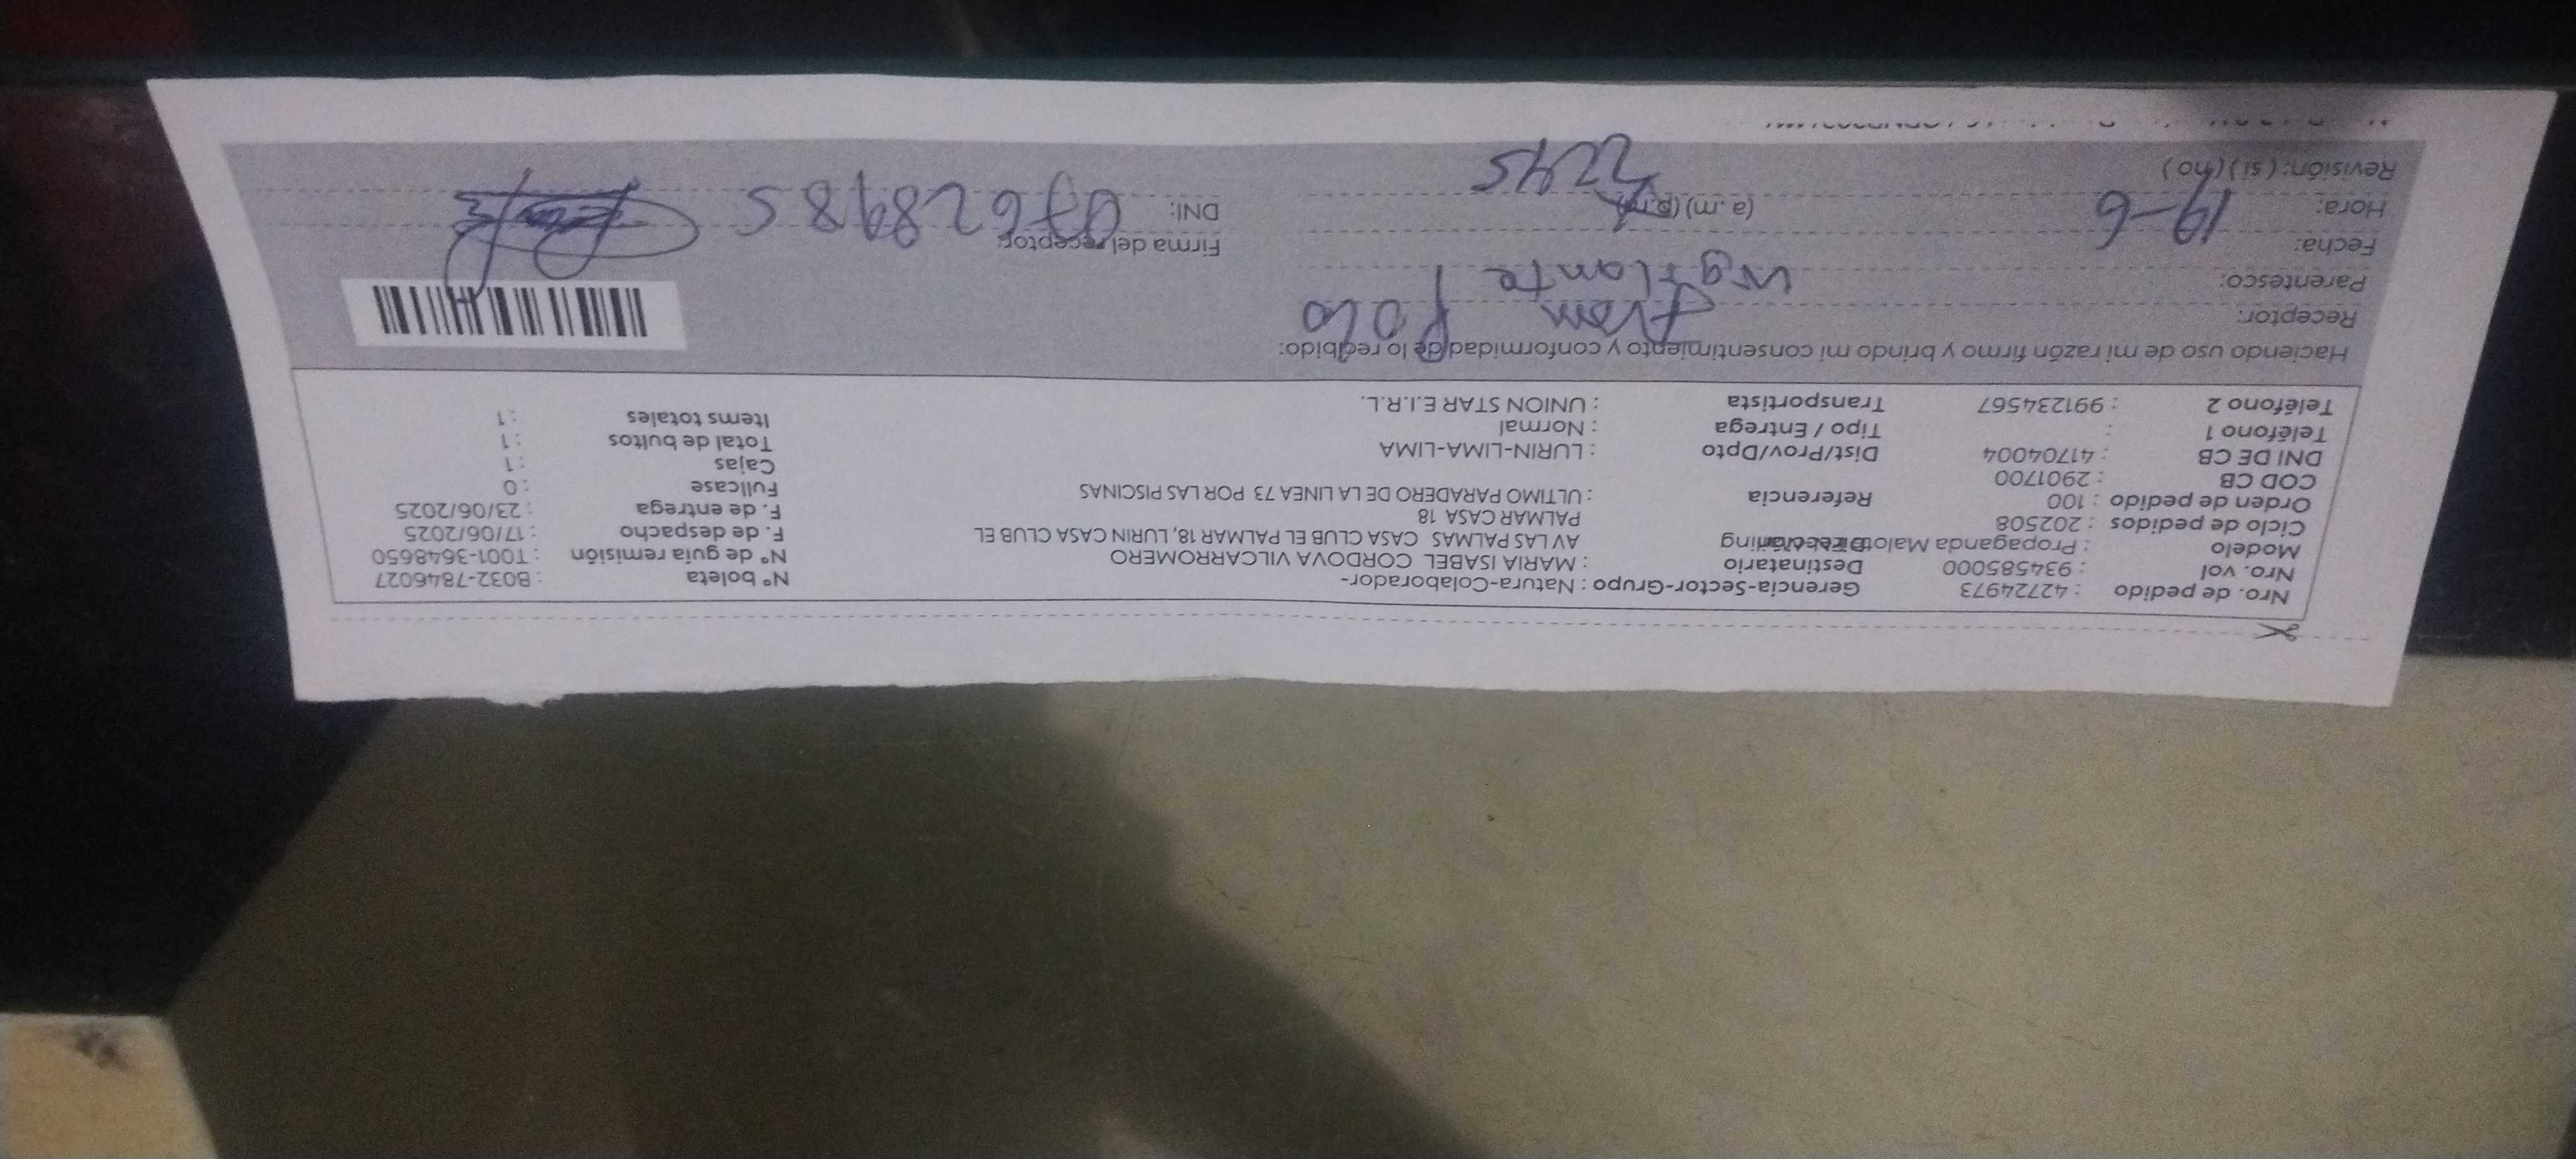 Nro. de pedido : 42724973 Gerencia-Sector-Grupo : Natura-Colaborador- N° boleta : B032-7846027
Nro. vol : 934585000 Destinatario : MARIA ISABEL CORDOVA VILCARROMERO N° de guía remisión : T001-3648650
Modelo : Propaganda Malote Dirección AV LAS PALMAS CASA CLUB EL PALMAR 18, LURIN CASA CLUB EL F. de despacho : 17/06/2025
Ciclo de pedidos : 202508 PALMAR CASA 18 F. de entrega : 23/06/2025
Orden de pedido : 100 Referencia : ULTIMO PARADERO DE LA LINEA 73 POR LAS PISCINAS Fullcase : 0
COD CB : 2901700 Cajas : 1
DNI DE CB : 41704004 Dist/Prov/Dpto : LURIN-LIMA-LIMA Total de bultos : 1
Teléfono 1 : Tipo / Entrega : Normal Items totales : 1
Teléfono 2 : 991234567 Transportista : UNION STAR E.I.R.L.
Haciendo uso de mi razón firmo y brindo mi consentimiento y conformidad de lo recibido:
Receptor: Polo
Parentesco: vigilante
Fecha: 19-6 Firma del receptor:
Hora: (a.m) (p.m) 2245 DNI:
Revisión: (si) (no)